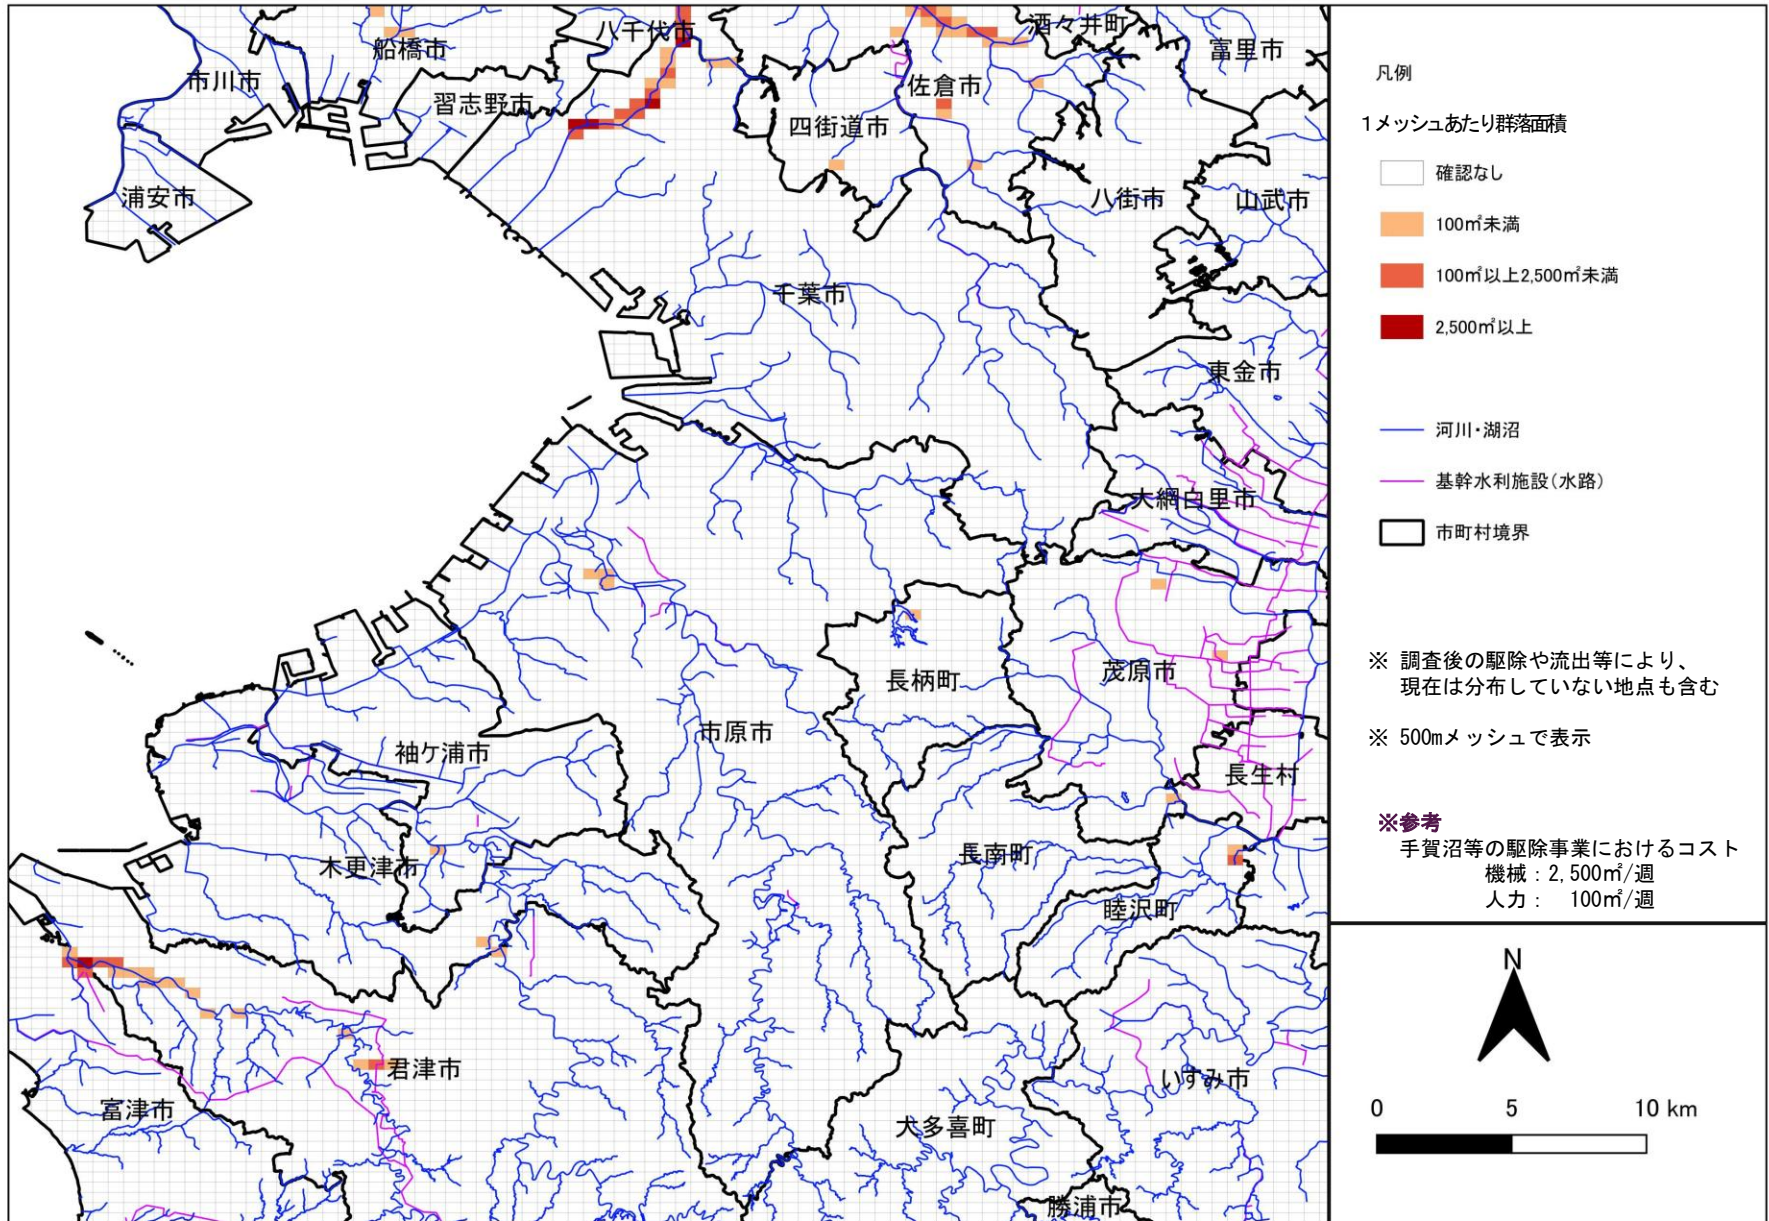 船橋市
八千代市
酒々井町
富里市
市川市
習志野市
佐倉市
四街道市
浦安市
八街市
山武市
千葉市
東金市
大網白里市
長柄町
茂原市
市原市
袖ケ浦市
長生村
木更津市
長南町
睦沢町
君津市
いすみ市
富津市
大多喜町
勝浦市
凡例
1メッシュあたり群落面積
確認なし
100㎡未満
100㎡以上2,500㎡未満
2,500㎡以上
河川・湖沼
基幹水利施設(水路)
市町村境界
※ 調査後の駆除や流出等により、
現在は分布していない地点も含む
※ 500mメッシュで表示
※参考
手賀沼等の駆除事業におけるコスト
機械：2,500㎡/週
人力： 100㎡/週
N
0 5 10 km